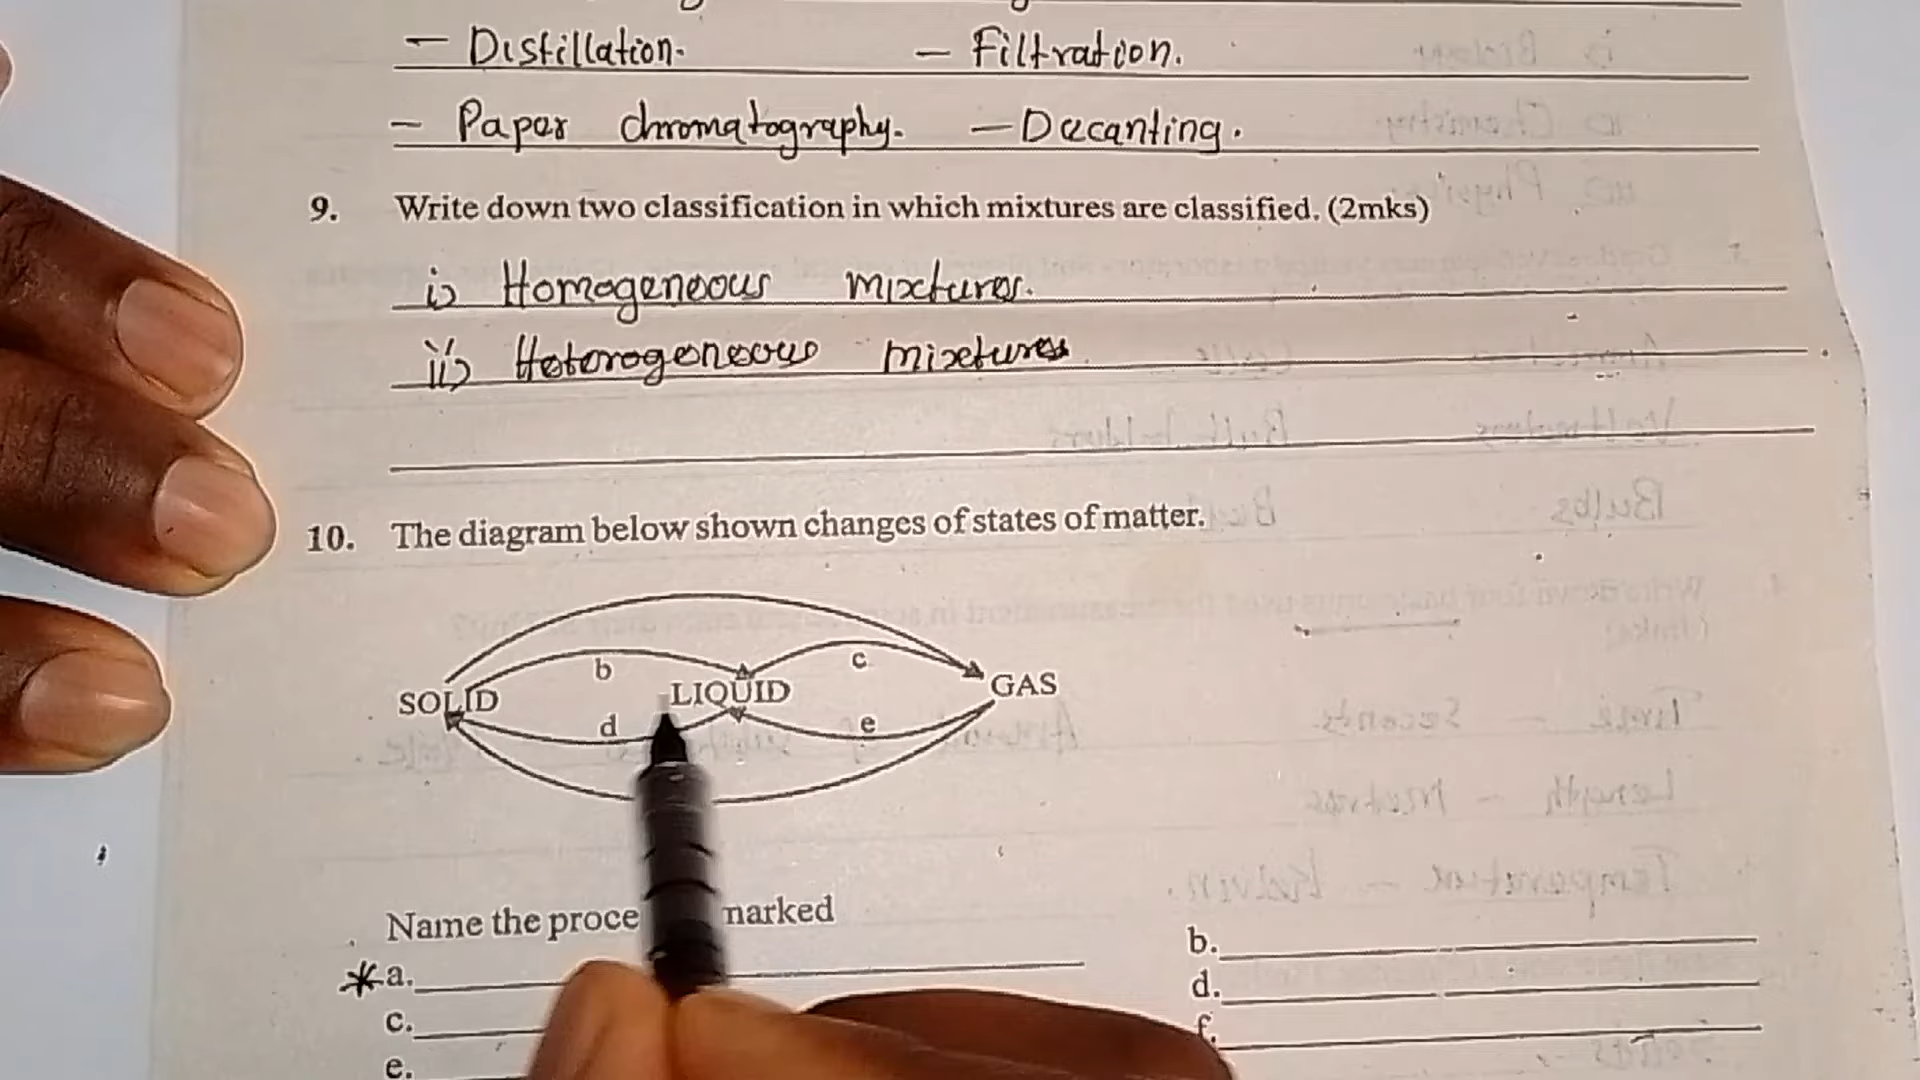 - Distillation. - Filtration.
- Paper chromatography. - Decanting.
9. Write down two classification in which mixtures are classified. (2mks)
i) Homogeneous mixtures.
ii) Heterogeneous mixtures
10. The diagram below shown changes of states of matter.
b c
SOLID LIQUID GAS
d e
Name the proce marked
*a.
b.
c.
d.
e.
f.